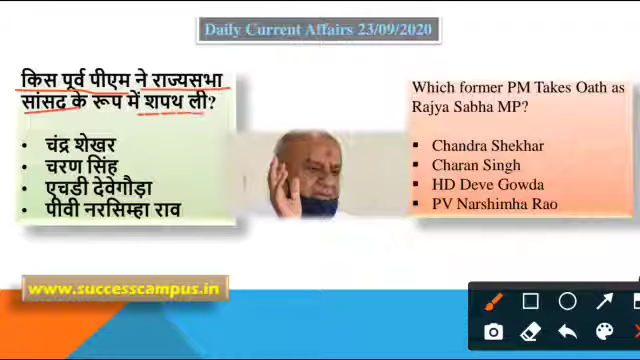 Daily Current Affairs 23/09/2020
किस पूर्व पीएम ने राज्यसभा
सांसद के रूप में शपथ ली?
• चंद्र शेखर
• चरण सिंह
• एचडी देवेगौड़ा
• पीवी नरसिम्हा राव
Which former PM Takes Oath as
Rajya Sabha MP?
▪ Chandra Shekhar
▪ Charan Singh
▪ HD Deve Gowda
▪ PV Narshimha Rao
www.successcampus.in